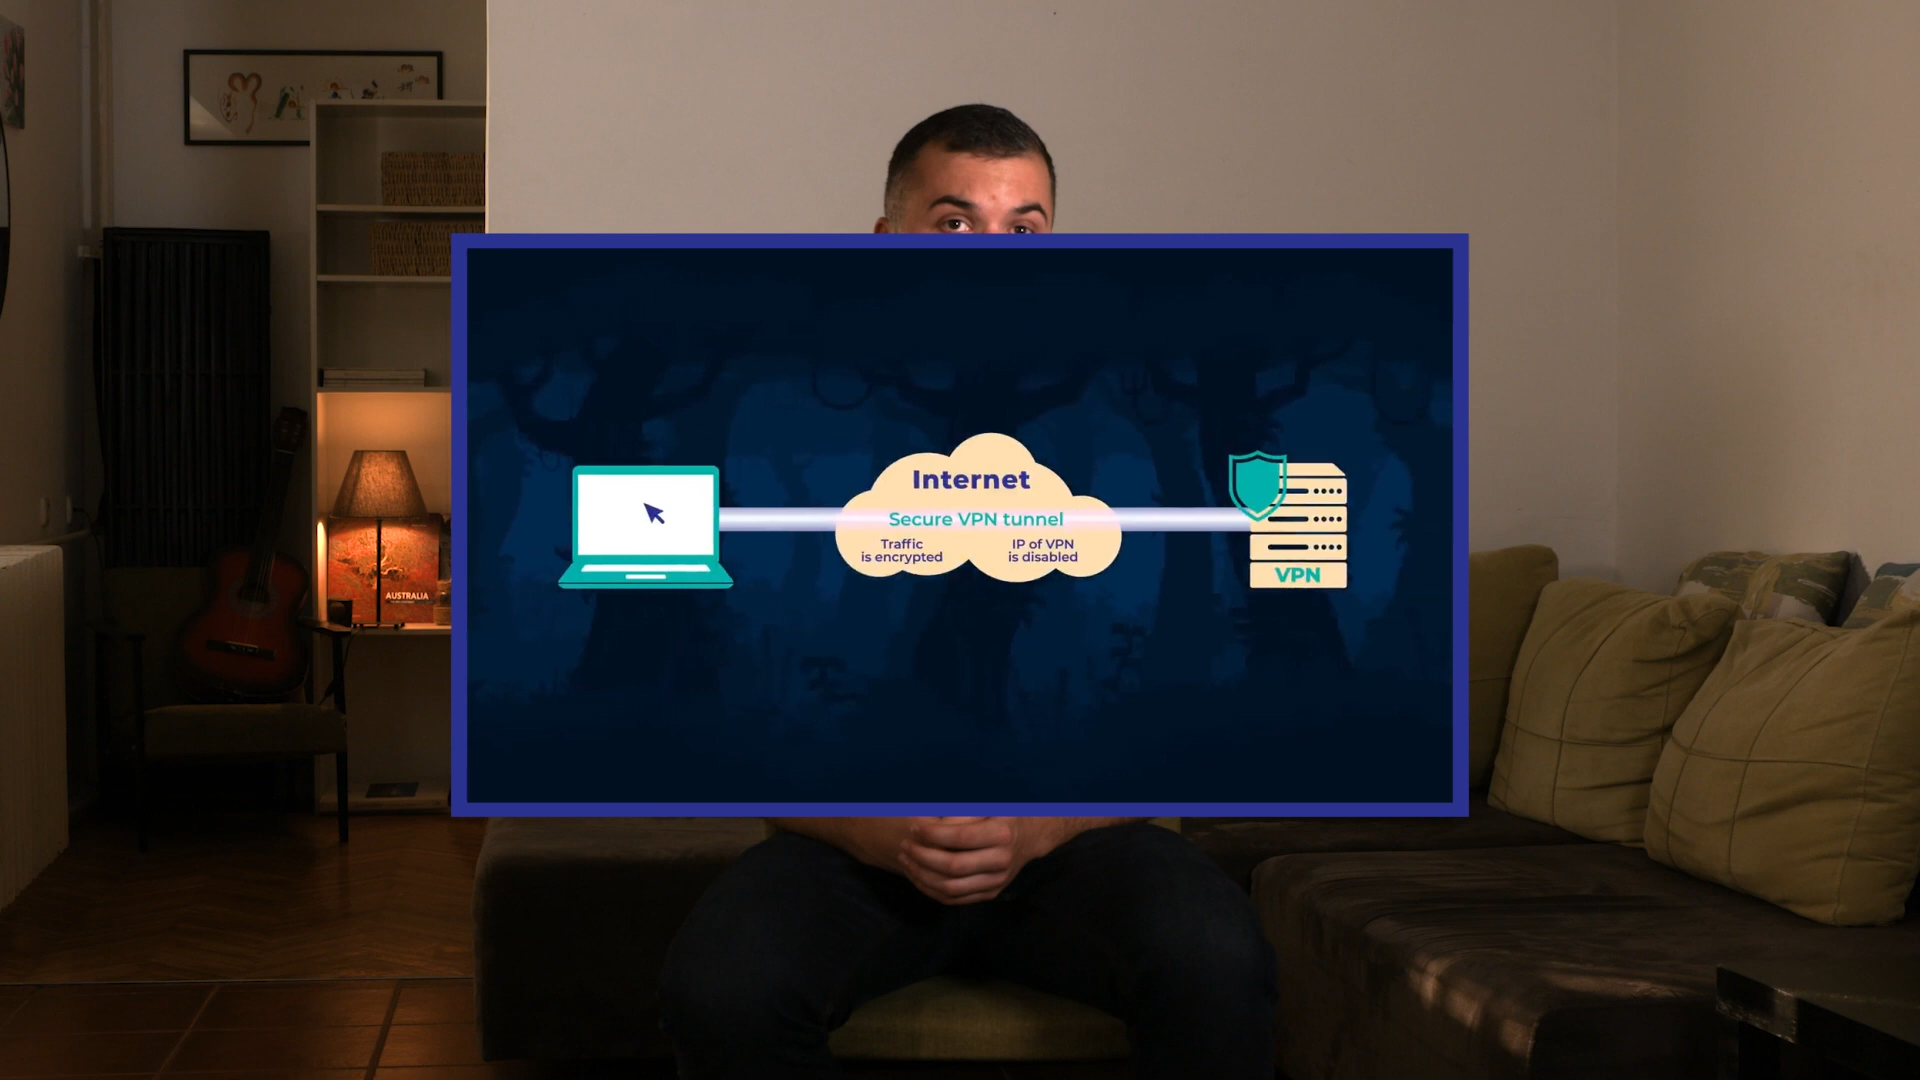 Internet
Secure VPN tunnel
Traffic
is encrypted
IP of VPN
is disabled
VPN
AUSTRALIA